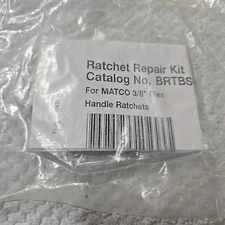 Ratchet Repair Kit
Catalog No. BRTBS
For MATCO 3/8" Flex
Handle Ratchets